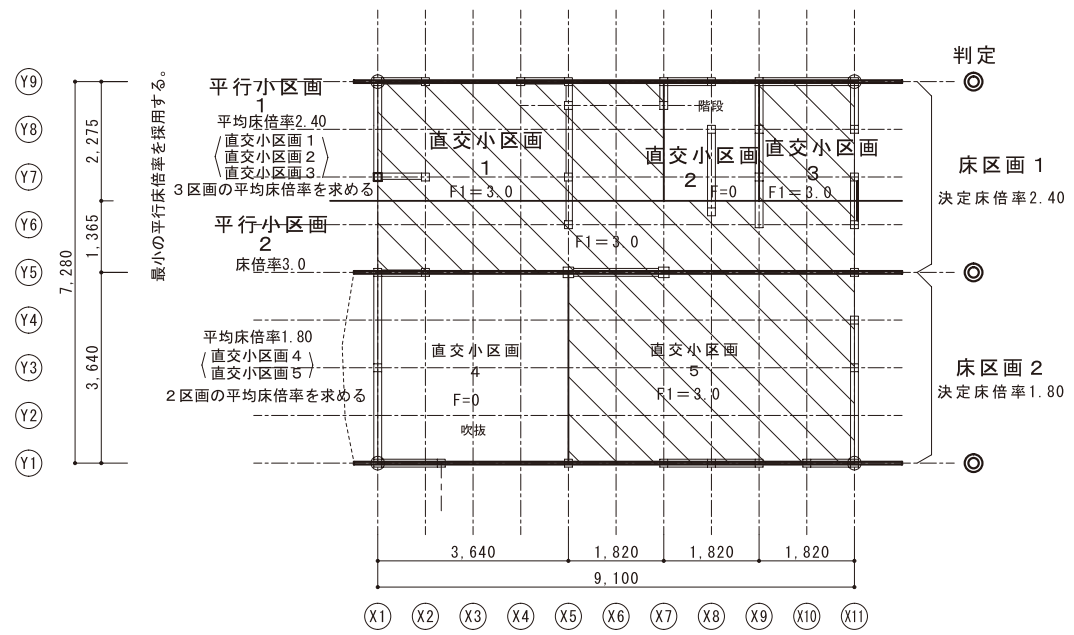 判定
Y9
Y8
Y7
Y6
Y5
Y4
Y3
Y2
Y1
2,275
1,365
3,640
7,280
最小の平行床倍率を採用する。
平行小区画
1
平均床倍率2.40
直交小区画1
直交小区画2
直交小区画3
3区画の平均床倍率を求める
平行小区画
2
床倍率3.0
平均床倍率1.80
直交小区画4
直交小区画5
2区画の平均床倍率を求める
直交小区画
1
F1=3.0
階段
直交小区画
2
F=0
直交小区画
3
F1=3.0
F1=3.0
直交小区画
4
F=0
吹抜
直交小区画
5
F1=3.0
床区画1
決定床倍率2.40
床区画2
決定床倍率1.80
3,640
1,820
1,820
1,820
9,100
X1
X2
X3
X4
X5
X6
X7
X8
X9
X10
X11